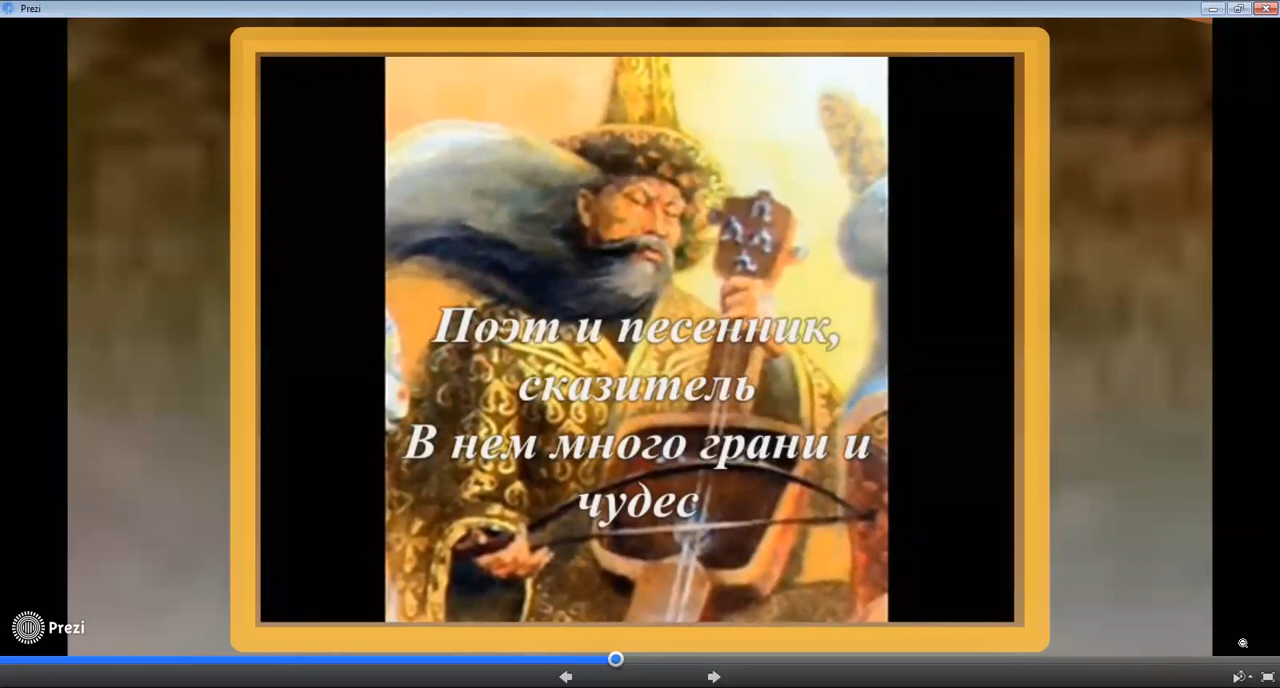 Prezi
Поэт и песенник,
сказитель
В нем много грани и
чудес
Prezi